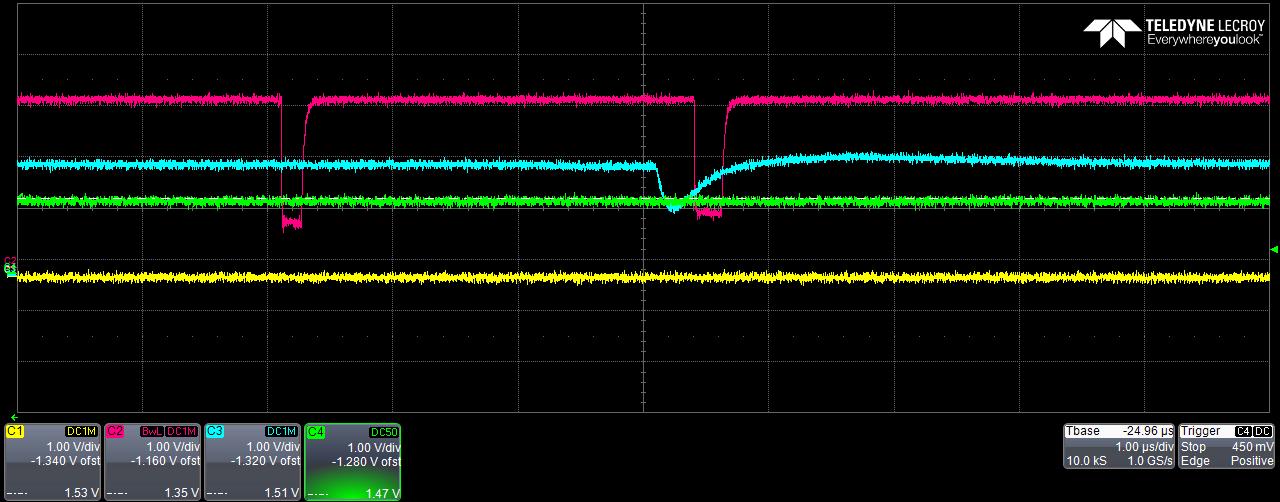 TELEDYNE LECROY
Everywhereyoulook™
C2
C1 DC1M
1.00 V/div
-1.340 V ofst
1.53 V
C2 BwL DC1M
1.00 V/div
-1.160 V ofst
1.35 V
C3 DC1M
1.00 V/div
-1.320 V ofst
1.51 V
C4 DC50
1.00 V/div
-1.280 V ofst
1.47 V
Tbase -24.96 µs
1.00 µs/div
10.0 kS 1.0 GS/s
Trigger C4 DC
Stop 450 mV
Edge Positive